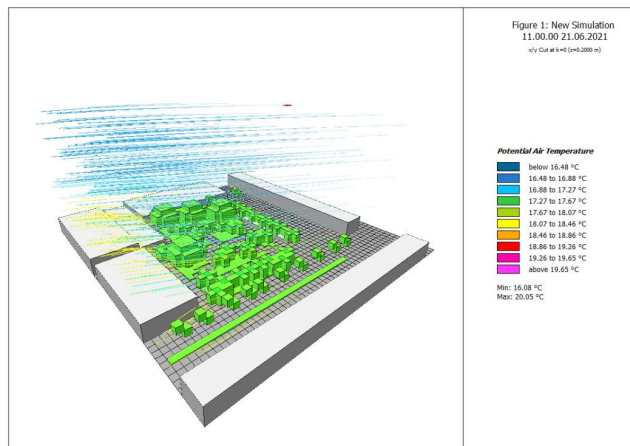 Figure 1: New Simulation
11.00.00 21.06.2021
x/y Cut at k=0 (z=0.2000 m)
Potential Air Temperature
below 16.48 °C
16.48 to 16.88 °C
16.88 to 17.27 °C
17.27 to 17.67 °C
17.67 to 18.07 °C
18.07 to 18.46 °C
18.46 to 18.86 °C
18.86 to 19.26 °C
19.26 to 19.65 °C
above 19.65 °C
Min: 16.08 °C
Max: 20.05 °C